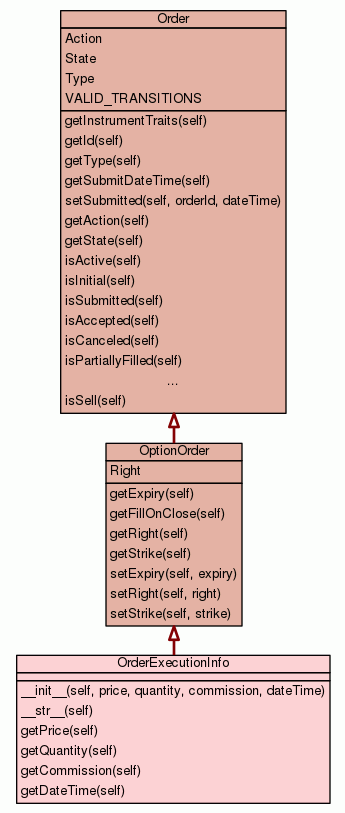 Order
Action
State
Type
VALID_TRANSITIONS
getInstrumentTraits(self)
getId(self)
getType(self)
getSubmitDateTime(self)
setSubmitted(self, orderId, dateTime)
getAction(self)
getState(self)
isActive(self)
isInitial(self)
isSubmitted(self)
isAccepted(self)
isCanceled(self)
isPartiallyFilled(self)
...
isSell(self)
OptionOrder
Right
getExpiry(self)
getFillOnClose(self)
getRight(self)
getStrike(self)
setExpiry(self, expiry)
setRight(self, right)
setStrike(self, strike)
OrderExecutionInfo
__init__(self, price, quantity, commission, dateTime)
__str__(self)
getPrice(self)
getQuantity(self)
getCommission(self)
getDateTime(self)